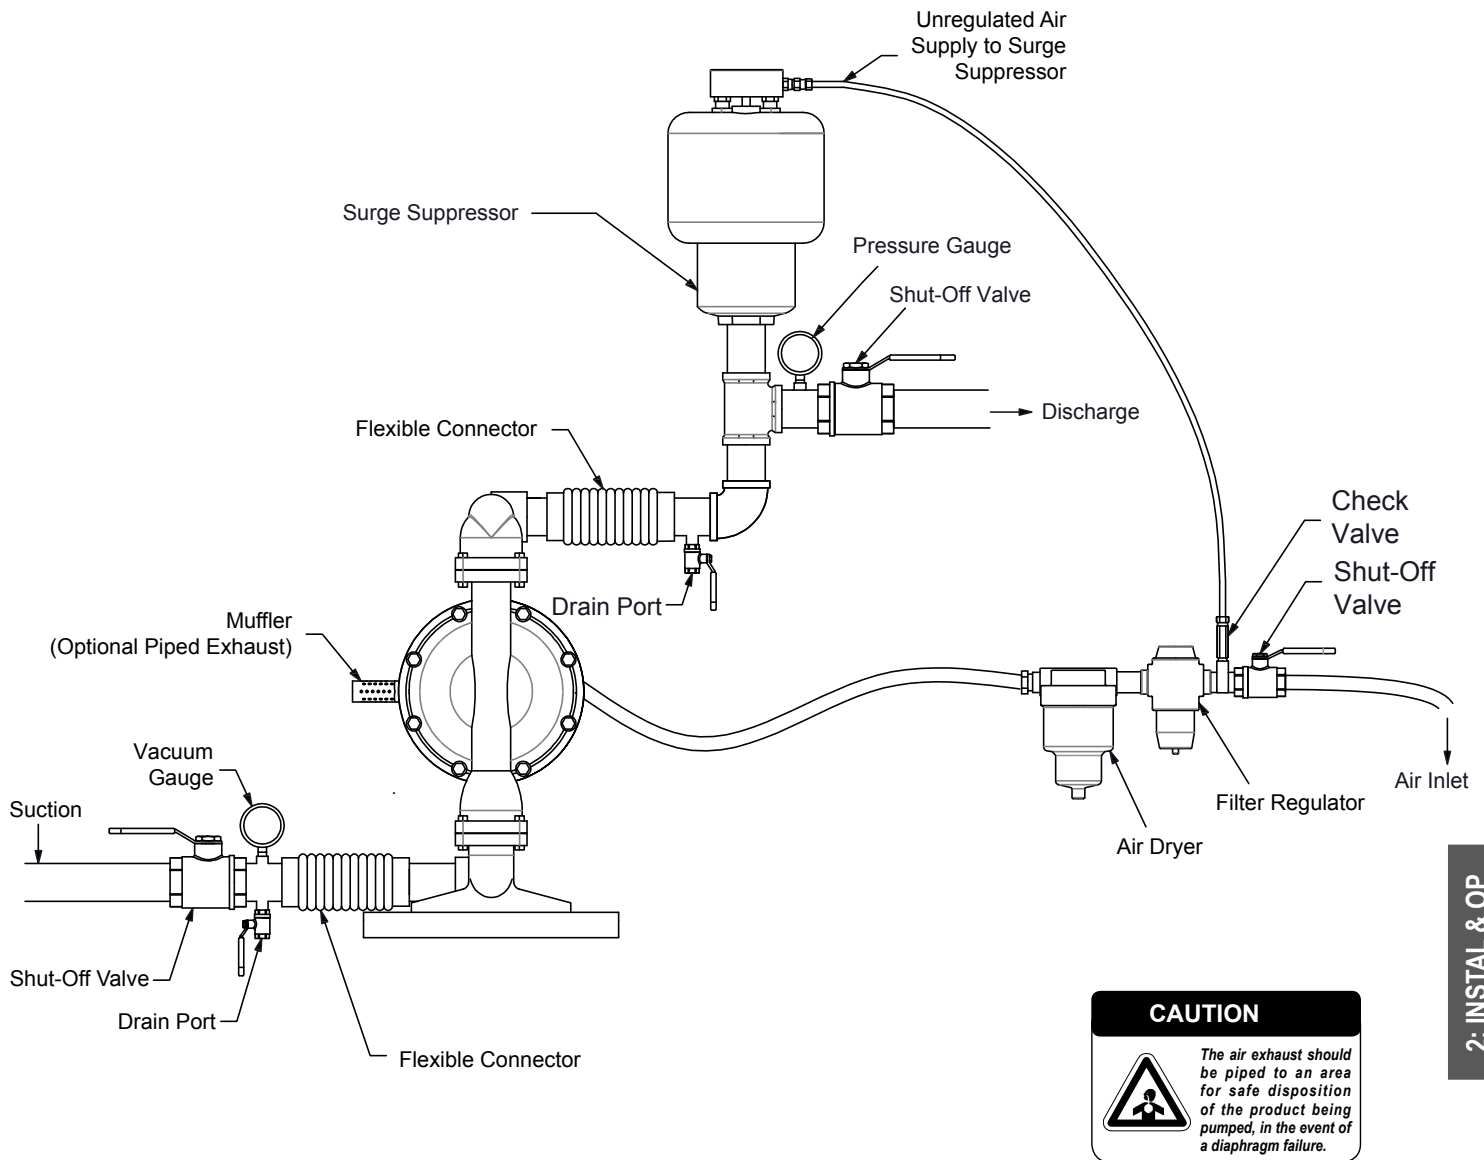 Unregulated Air
Supply to Surge
Suppressor
Surge Suppressor
Pressure Gauge
Shut-Off Valve
Discharge
Flexible Connector
Check
Valve
Shut-Off
Valve
Drain Port
Muffler
(Optional Piped Exhaust)
Vacuum
Gauge
Suction
Air Inlet
Filter Regulator
Air Dryer
Shut-Off Valve
Drain Port
Flexible Connector
2: INSTAL & OP
CAUTION
The air exhaust should
be piped to an area
for safe disposition
of the product being
pumped, in the event of
a diaphragm failure.